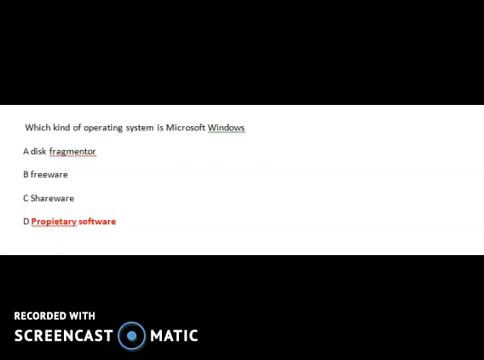 Which kind of operating system is Microsoft Windows
A disk fragmentor
B freeware
C Shareware
D Propietary software
RECORDED WITH
SCREENCAST MATIC